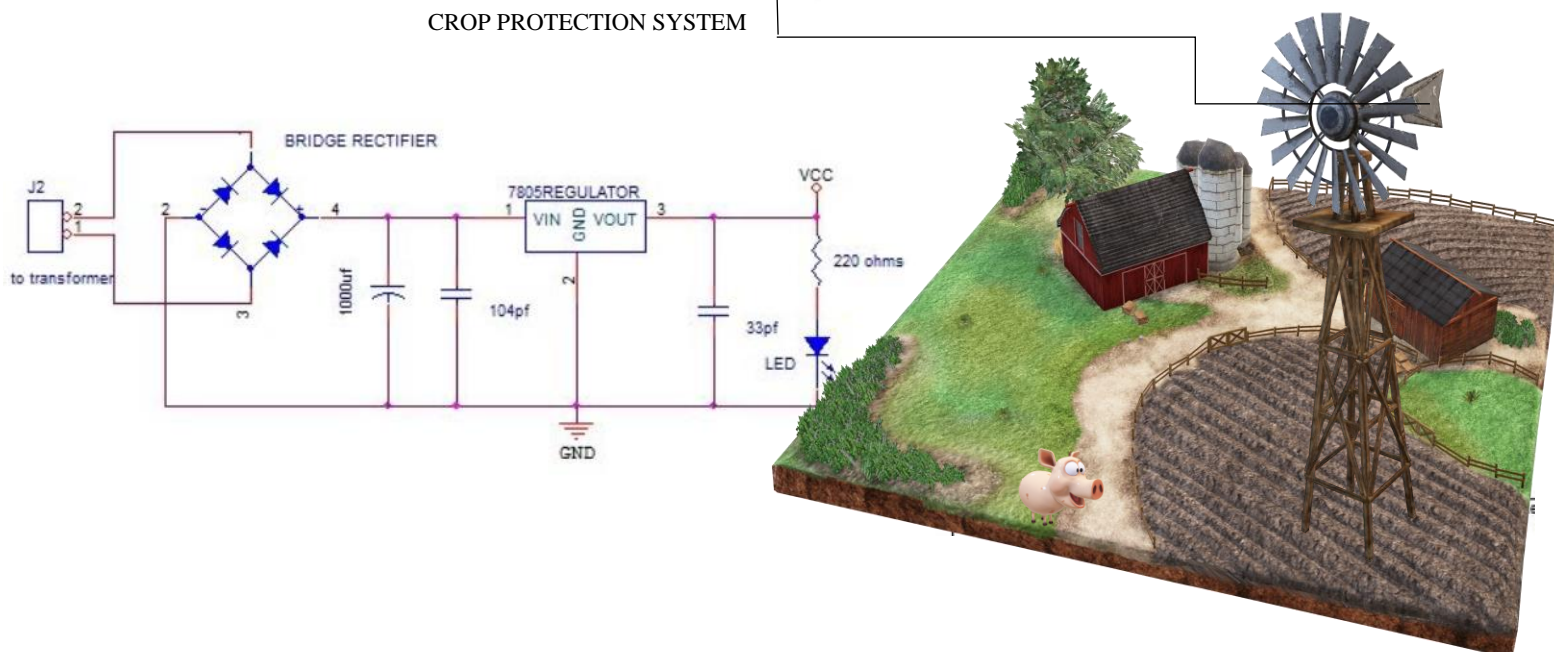 CROP PROTECTION SYSTEM
BRIDGE RECTIFIER
J2
2
1
to transformer
2
-
+
4
3
1000uf
104pf
7805REGULATOR
1
VIN
GND
VOUT
3
2
GND
33pf
VCC
220 ohms
LED